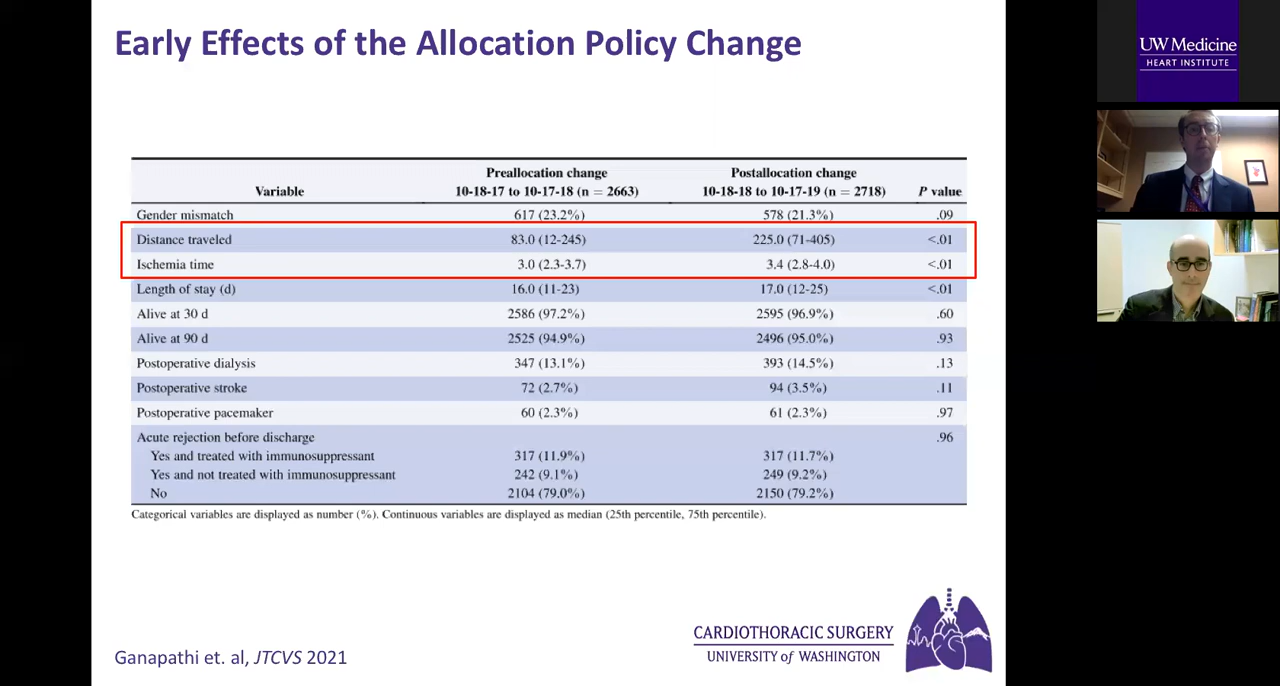 Early Effects of the Allocation Policy Change
Variable Preallocation change 10-18-17 to 10-17-18 (n = 2663) Postallocation change 10-18-18 to 10-17-19 (n = 2718) P value
Gender mismatch 617 (23.2%) 578 (21.3%) .09
Distance traveled 83.0 (12-245) 225.0 (71-405) <.01
Ischemia time 3.0 (2.3-3.7) 3.4 (2.8-4.0) <.01
Length of stay (d) 16.0 (11-23) 17.0 (12-25) <.01
Alive at 30 d 2586 (97.2%) 2595 (96.9%) .60
Alive at 90 d 2525 (94.9%) 2496 (95.0%) .93
Postoperative dialysis 347 (13.1%) 393 (14.5%) .13
Postoperative stroke 72 (2.7%) 94 (3.5%) .11
Postoperative pacemaker 60 (2.3%) 61 (2.3%) .97
Acute rejection before discharge .96
Yes and treated with immunosuppressant 317 (11.9%) 317 (11.7%)
Yes and not treated with immunosuppressant 242 (9.1%) 249 (9.2%)
No 2104 (79.0%) 2150 (79.2%)
Categorical variables are displayed as number (%). Continuous variables are displayed as median (25th percentile, 75th percentile).
Ganapathi et. al, JTCVS 2021
CARDIOTHORACIC SURGERY
UNIVERSITY of WASHINGTON
UW Medicine
HEART INSTITUTE